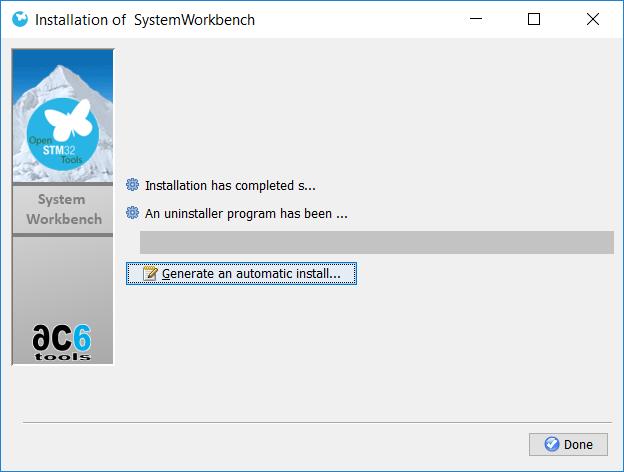 Installation of SystemWorkbench
Open
STM32
Tools
System
Workbench
ac6
tools
Installation has completed s...
An uninstaller program has been ...
Generate an automatic install...
Done